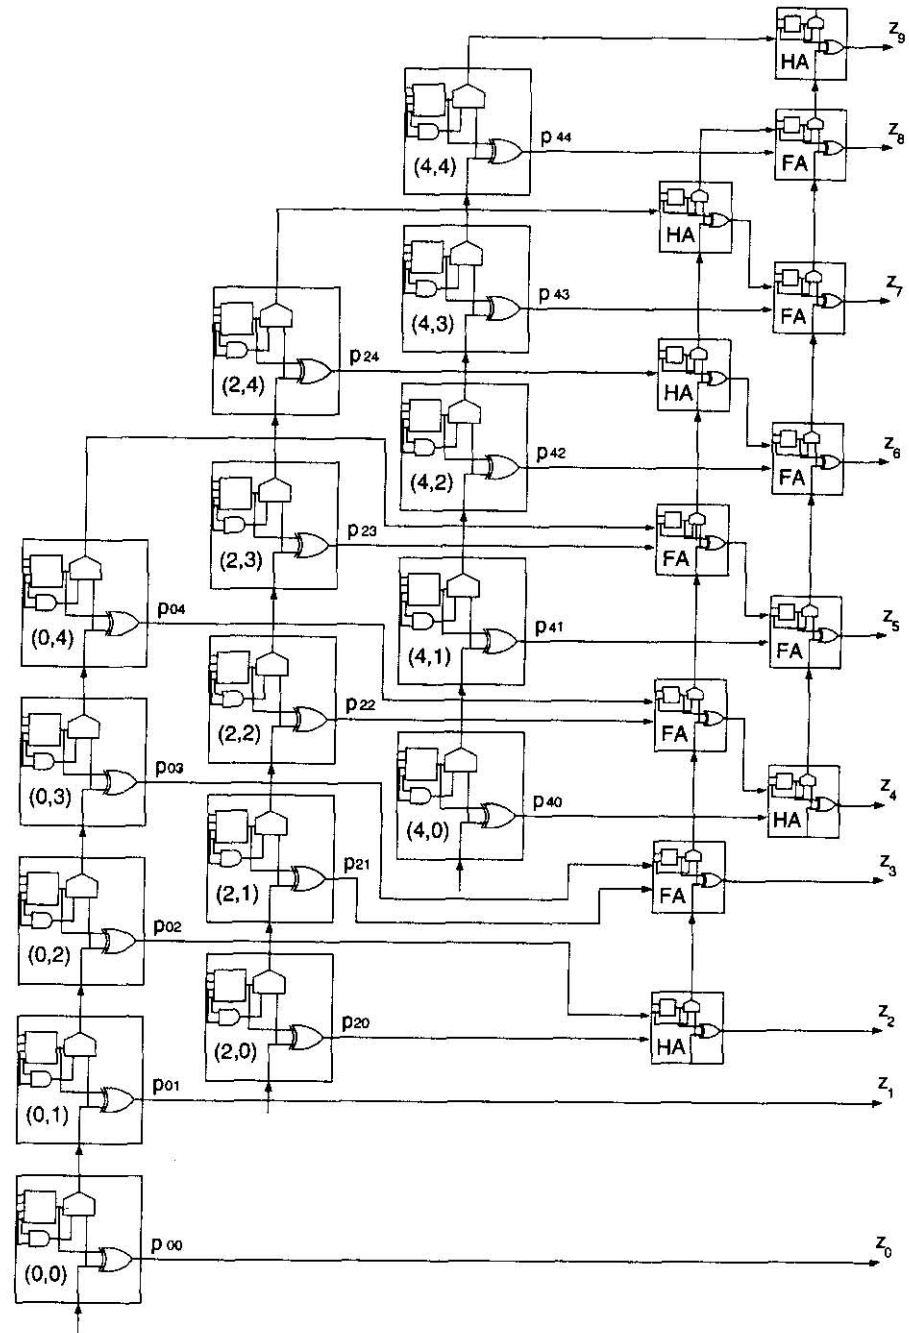 HA
z9
(4,4)
p 44
FA
z8
HA
(4,3)
p 43
FA
z7
(2,4)
p24
HA
(4,2)
p42
FA
z6
(2,3)
p23
FA
(0,4)
p04
(4,1)
p41
FA
z5
(2,2)
p22
FA
(0,3)
p03
(4,0)
p40
HA
z4
(2,1)
p21
FA
z3
(0,2)
p02
(2,0)
p20
HA
z2
(0,1)
p01
z1
(0,0)
p 00
z0